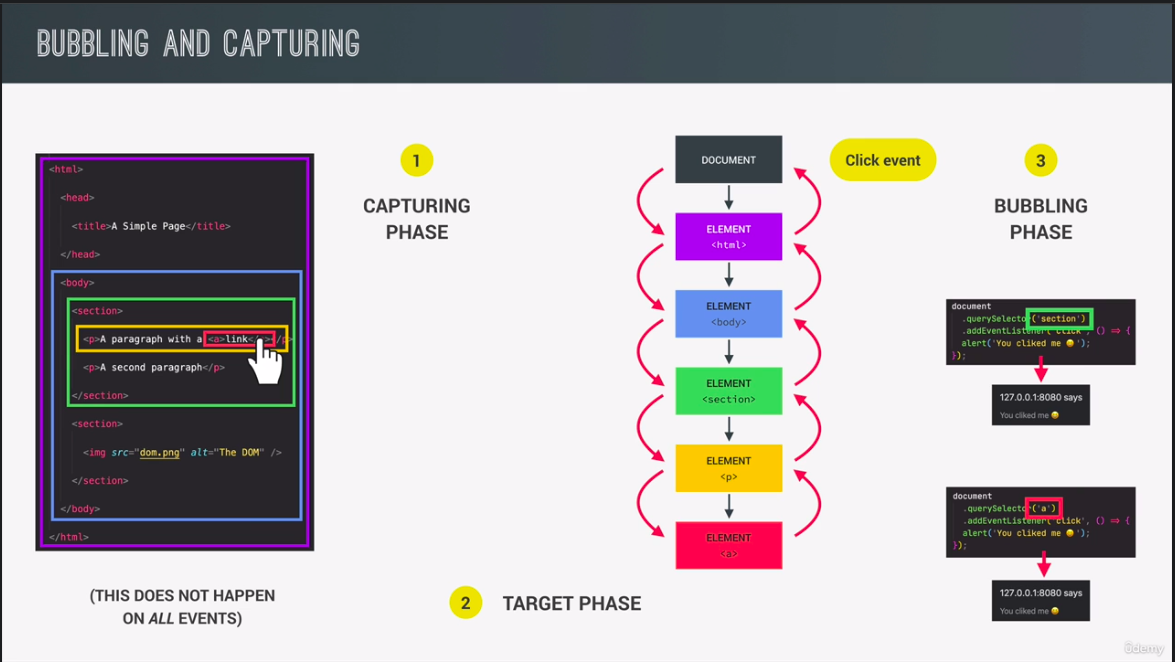 BUBBLING AND CAPTURING
<html>
<head>
<title>A Simple Page</title>
</head>
<body>
<section>
<p>A paragraph with a <a>link</a></p>
<p>A second paragraph</p>
</section>
<section>
<img src="dom.png" alt="The DOM" />
</section>
</body>
</html>
(THIS DOES NOT HAPPEN
ON ALL EVENTS)
1
CAPTURING
PHASE
DOCUMENT
ELEMENT
<html>
ELEMENT
<body>
ELEMENT
<section>
ELEMENT
<p>
ELEMENT
<a>
2
TARGET PHASE
Click event
3
BUBBLING
PHASE
document
.querySelector('section')
.addEventListener('click', () => {
alert('You cliked me 😀');
});
127.0.0.1:8080 says
You cliked me 😀
document
.querySelector('a')
.addEventListener('click', () => {
alert('You cliked me 😀');
});
127.0.0.1:8080 says
You cliked me 😀
ûdemy